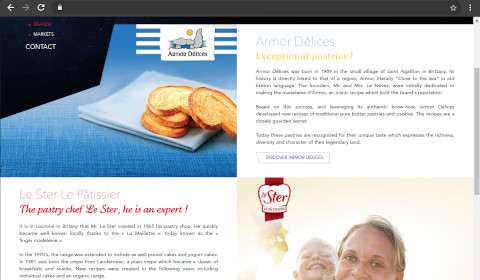 BRANDS
MARKETS
CONTACT
Armor Délices
Armor Délices
Exceptional pastries !
Armor Délices was born in 1909 in the small village of Saint Agathon in Brittany. Its
history is directly linked to that of a region, Armor, literally "Close to the sea" in old
breton language. The founders, Mr. and Mrs. Le Navez, were initially dedicated to
making the madeleine d'Armor, an iconic recipe which built the brand's reputation.
Based on this success, and leveraging its authentic know-how, Armor Délices
developed new recipes of traditional pure butter pastries and cookies. The recipes are a
closely guarded secret.
Today these pastries are recognized for their unique taste which expresses the richness,
diversity and character of their legendary land.
DISCOVER ARMOR DÉLICES
Le Ster Le Pâtissier
The pastry chef Le Ster, he is an expert !
It is in Locminé in Brittany that Mr. Le Ster created in 1965 his pastry shop. He quickly
became well known locally thanks to the « La Maillette », today known as the «
finger madeleine ».
In the 1970's, the range was extended to include so well pound cakes and yogurt cakes.
In 1981 was born the crepe from Landerneau, a plain crepe which became a classic of
breakfasts and snacks. New recipes were created in the following years including
individual cakes and an organic range.
le Ster